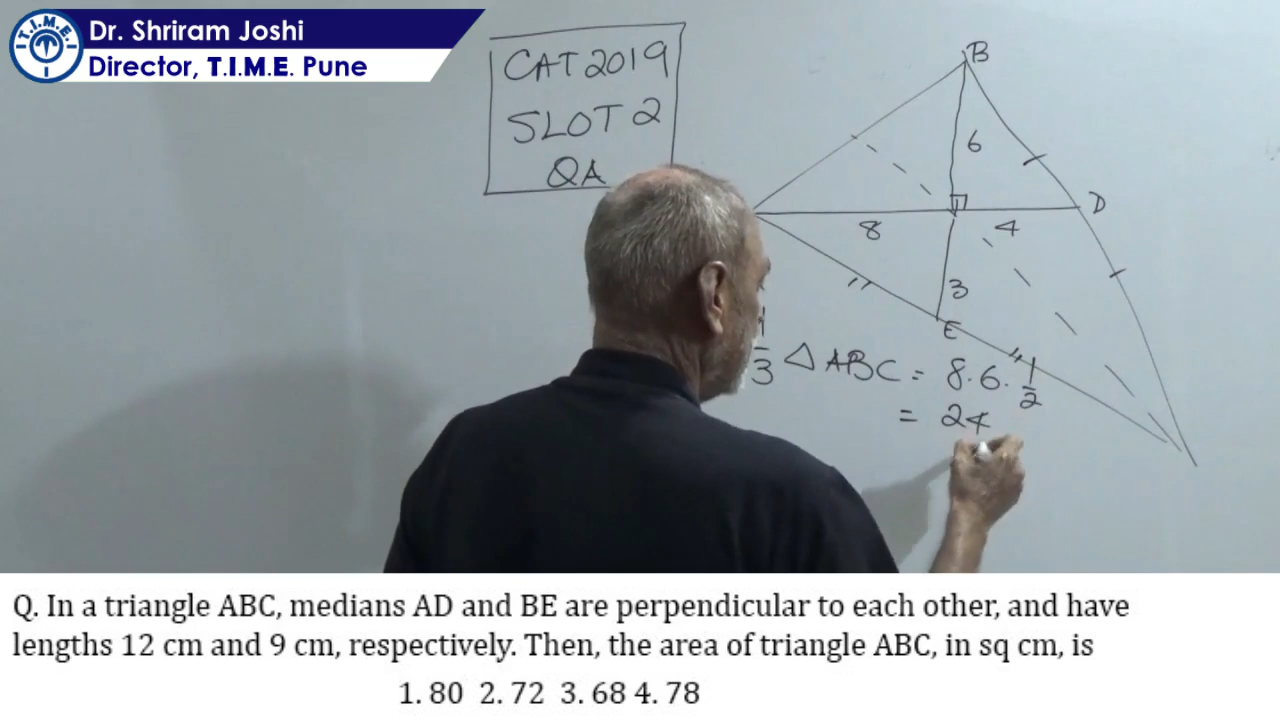 T.I.M.E.
Dr. Shriram Joshi
Director, T.I.M.E. Pune
CAT 2019
SLOT 2
QA
B
6
D
8
4
3
E
1/3 △ ABC = 8.6. 1/2
= 24
Q. In a triangle ABC, medians AD and BE are perpendicular to each other, and have
lengths 12 cm and 9 cm, respectively. Then, the area of triangle ABC, in sq cm, is
1. 80 2. 72 3. 68 4. 78